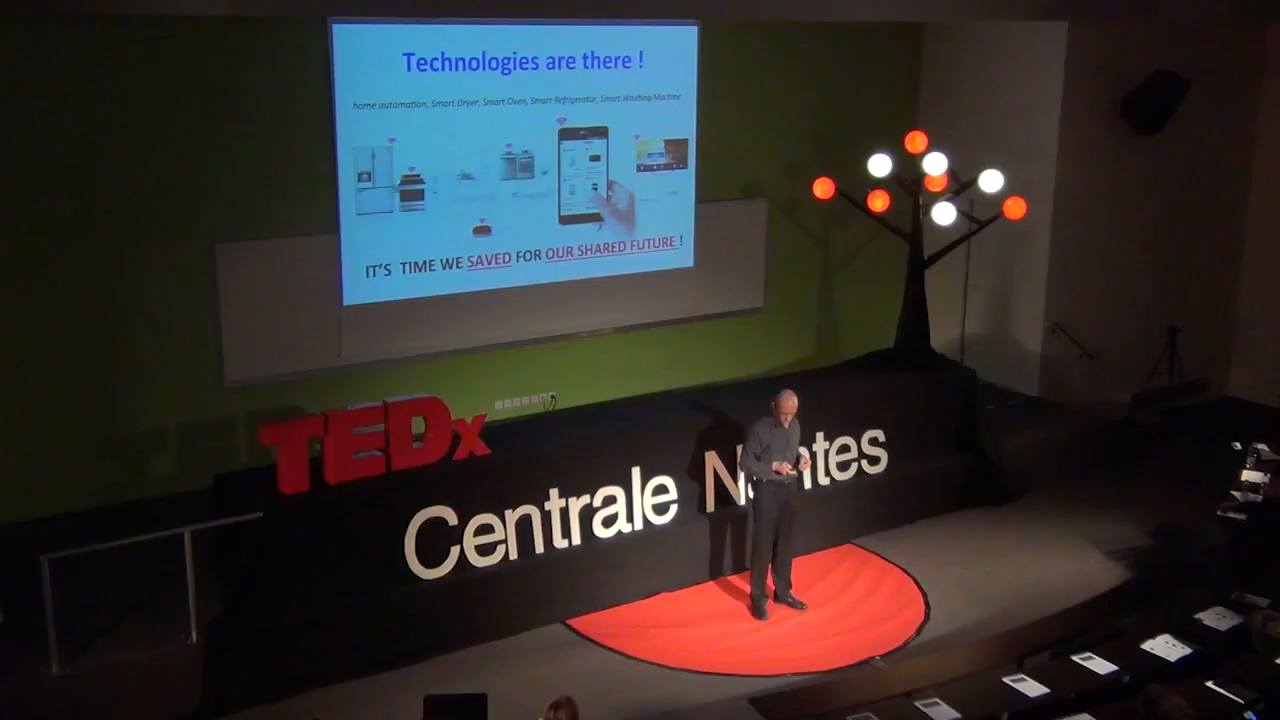 Technologies are there !
home automation, Smart Dryer, Smart Oven, Smart Refrigerator, Smart Washing Machine
IT'S TIME WE SAVED FOR OUR SHARED FUTURE !
TEDx
Centrale Nantes